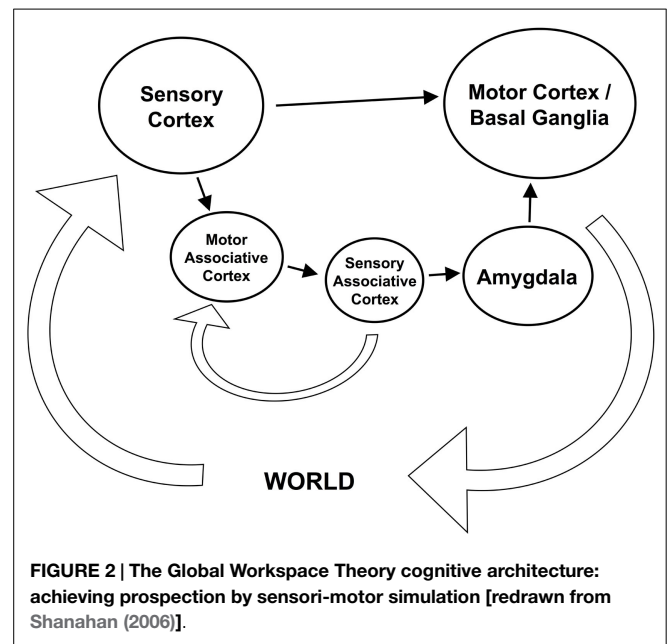 Sensory
Cortex
Motor Cortex /
Basal Ganglia
Motor
Associative
Cortex
Sensory
Associative
Cortex
Amygdala
WORLD
FIGURE 2 | The Global Workspace Theory cognitive architecture:
achieving prospection by sensori-motor simulation [redrawn from
Shanahan (2006)].